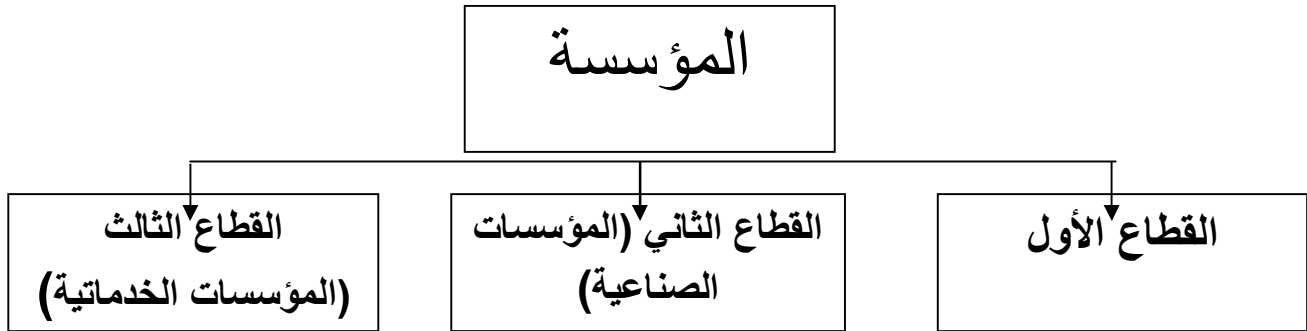 المؤسسة
القطاع الأول
القطاع الثاني (المؤسسات
الصناعية)
القطاع الثالث
(المؤسسات الخدماتية)